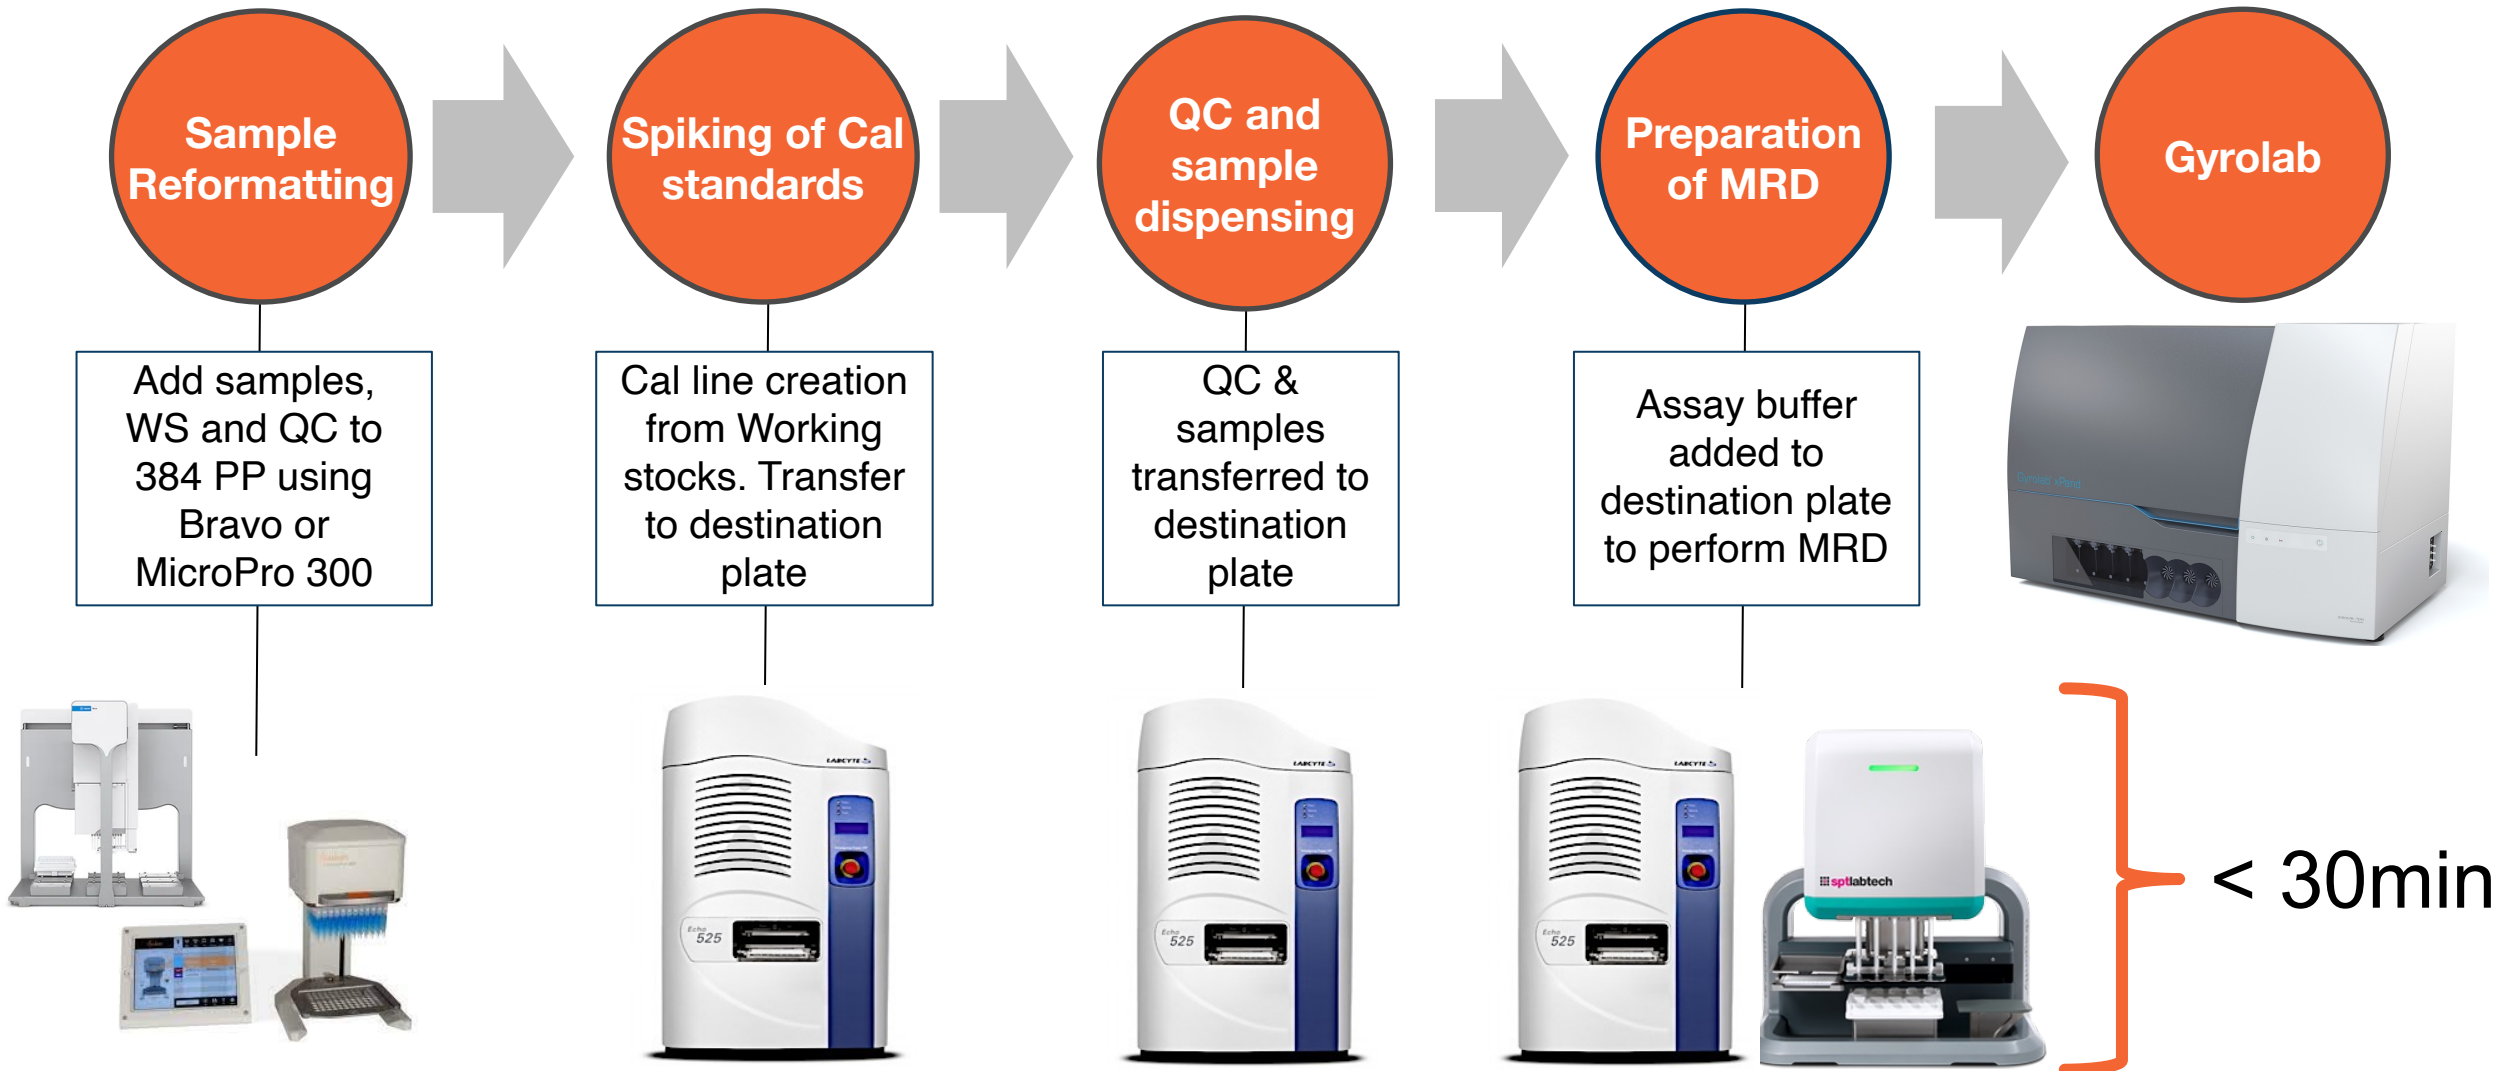 Sample
Reformatting
Spiking of Cal
standards
QC and
sample
dispensing
Preparation
of MRD
Gyrolab
Add samples,
WS and QC to
384 PP using
Bravo or
MicroPro 300
Cal line creation
from Working
stocks. Transfer
to destination
plate
QC &
samples
transferred to
destination
plate
Assay buffer
added to
destination plate
to perform MRD
Gyrolab xPand
LABCYTE
Echo
525
LABCYTE
Echo
525
LABCYTE
Echo
525
sptlabtech
< 30min